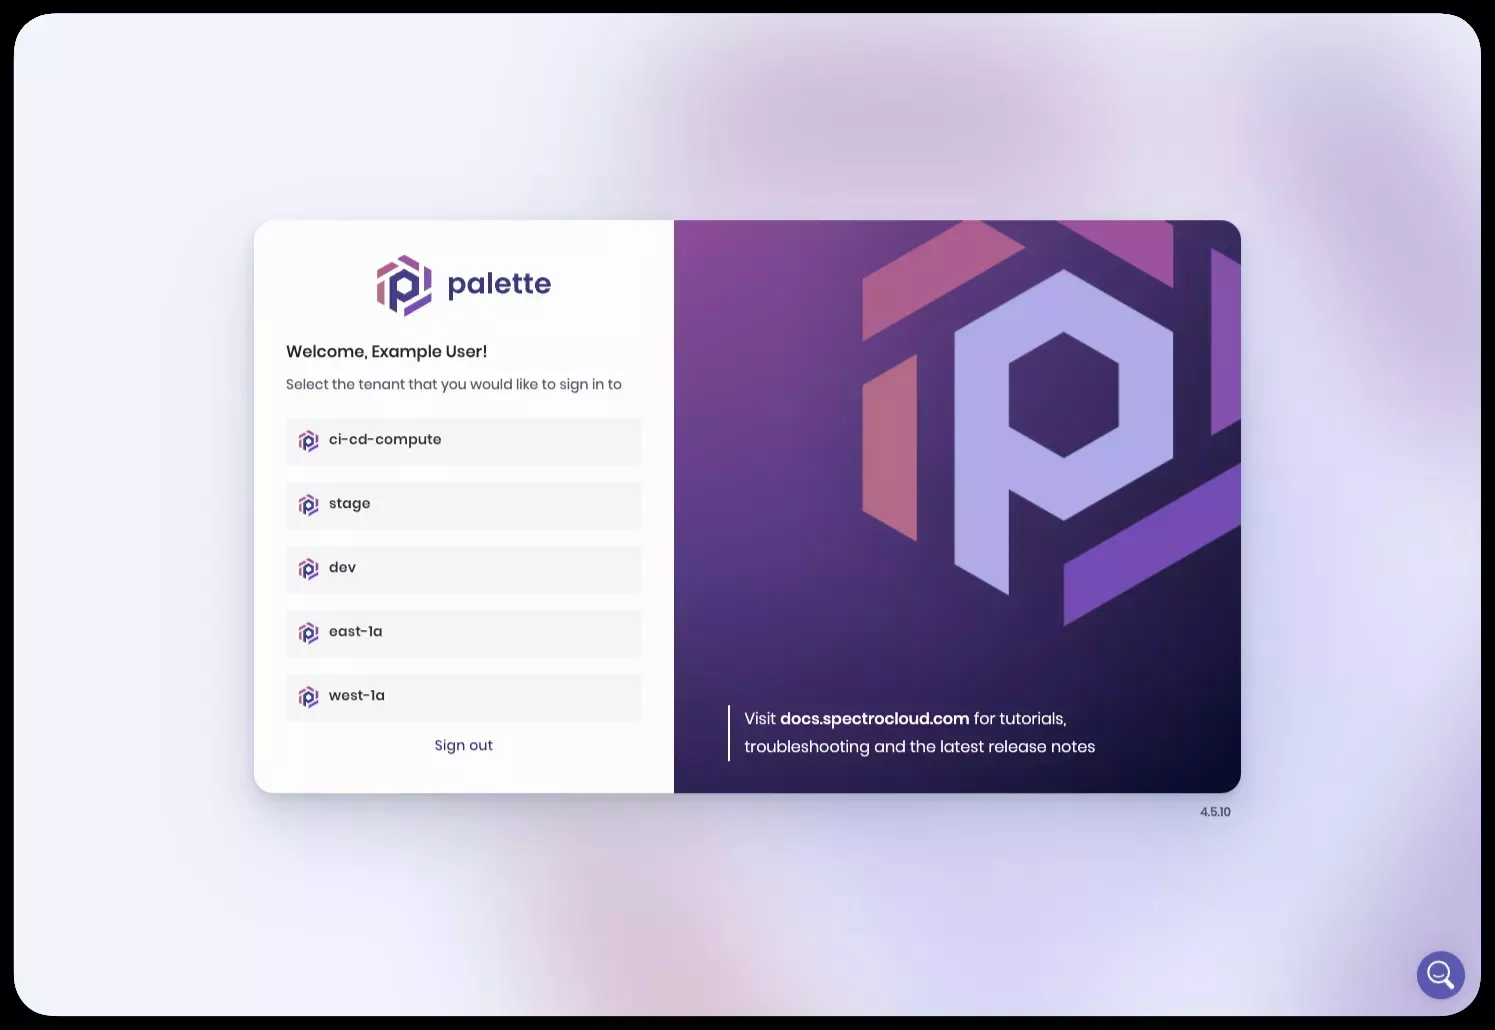 palette
Welcome, Example User!
Select the tenant that you would like to sign in to
ci-cd-compute
stage
dev
east-1a
west-1a
Sign out
Visit docs.spectrocloud.com for tutorials,
troubleshooting and the latest release notes
4.5.10